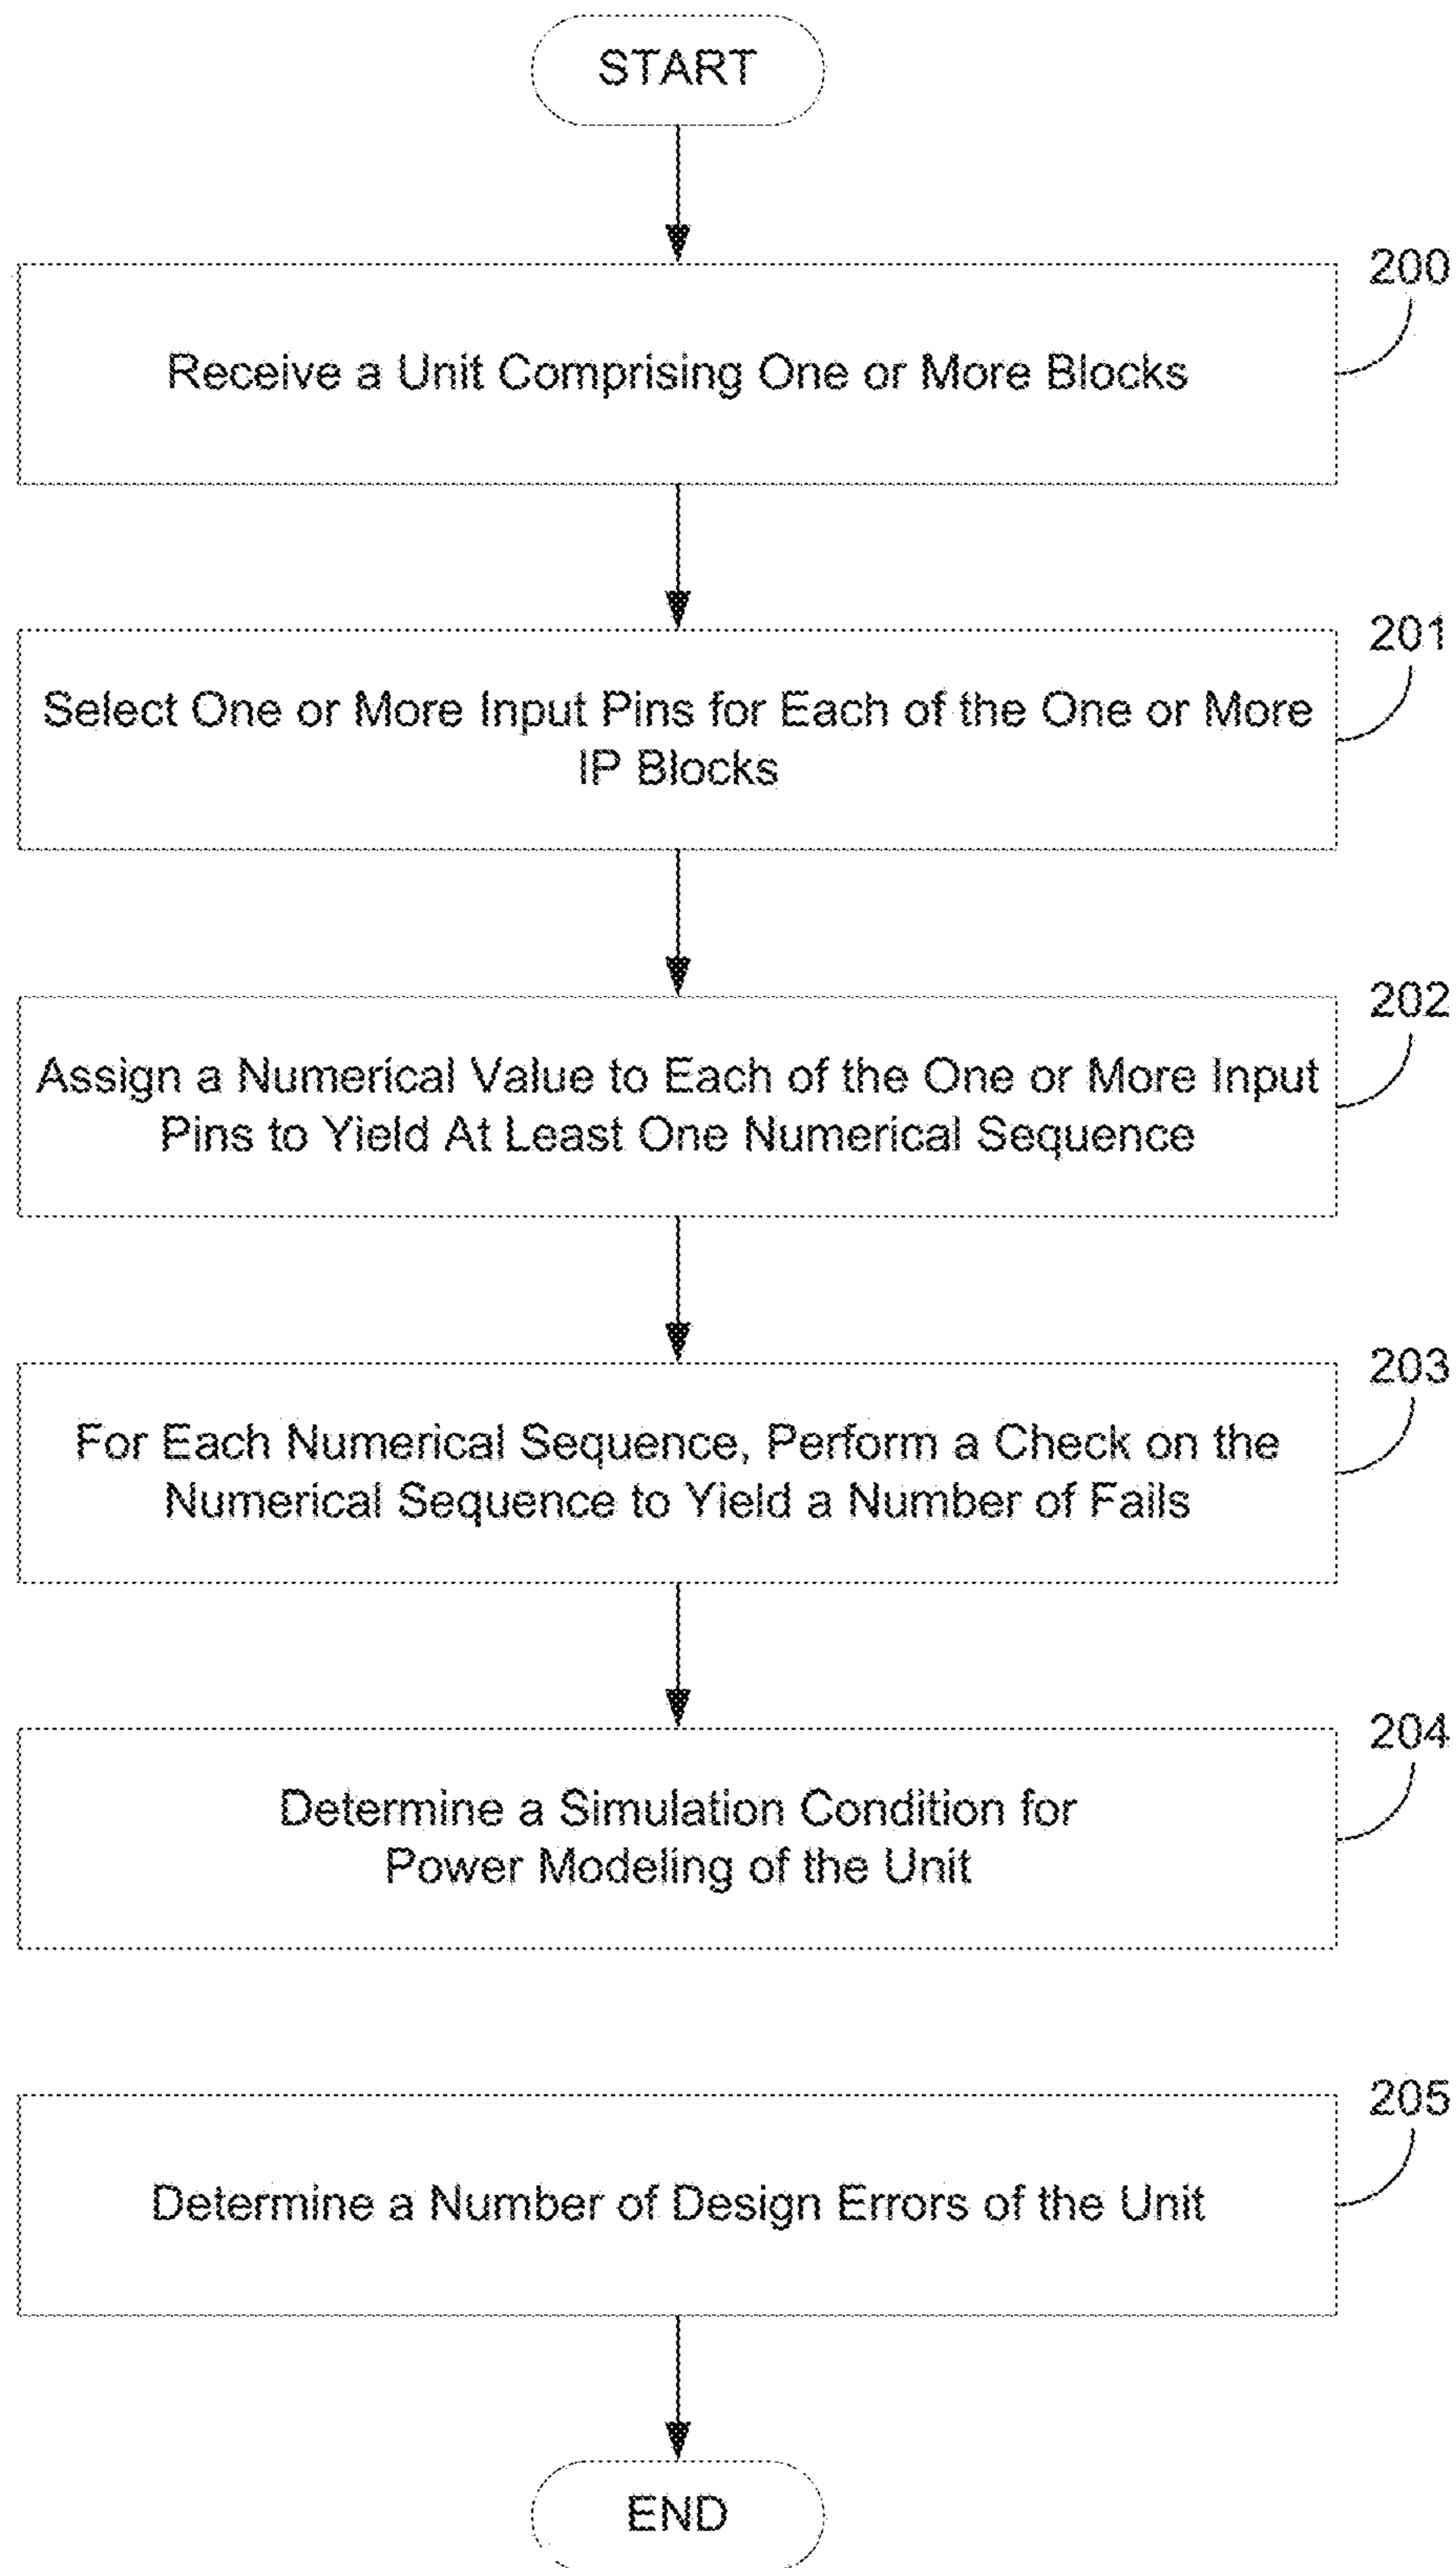 START
200
Receive a Unit Comprising One or More Blocks
201
Select One or More Input Pins for Each of the One or More
IP Blocks
202
Assign a Numerical Value to Each of the One or More Input
Pins to Yield At Least One Numerical Sequence
203
For Each Numerical Sequence, Perform a Check on the
Numerical Sequence to Yield a Number of Fails
204
Determine a Simulation Condition for
Power Modeling of the Unit
205
Determine a Number of Design Errors of the Unit
END